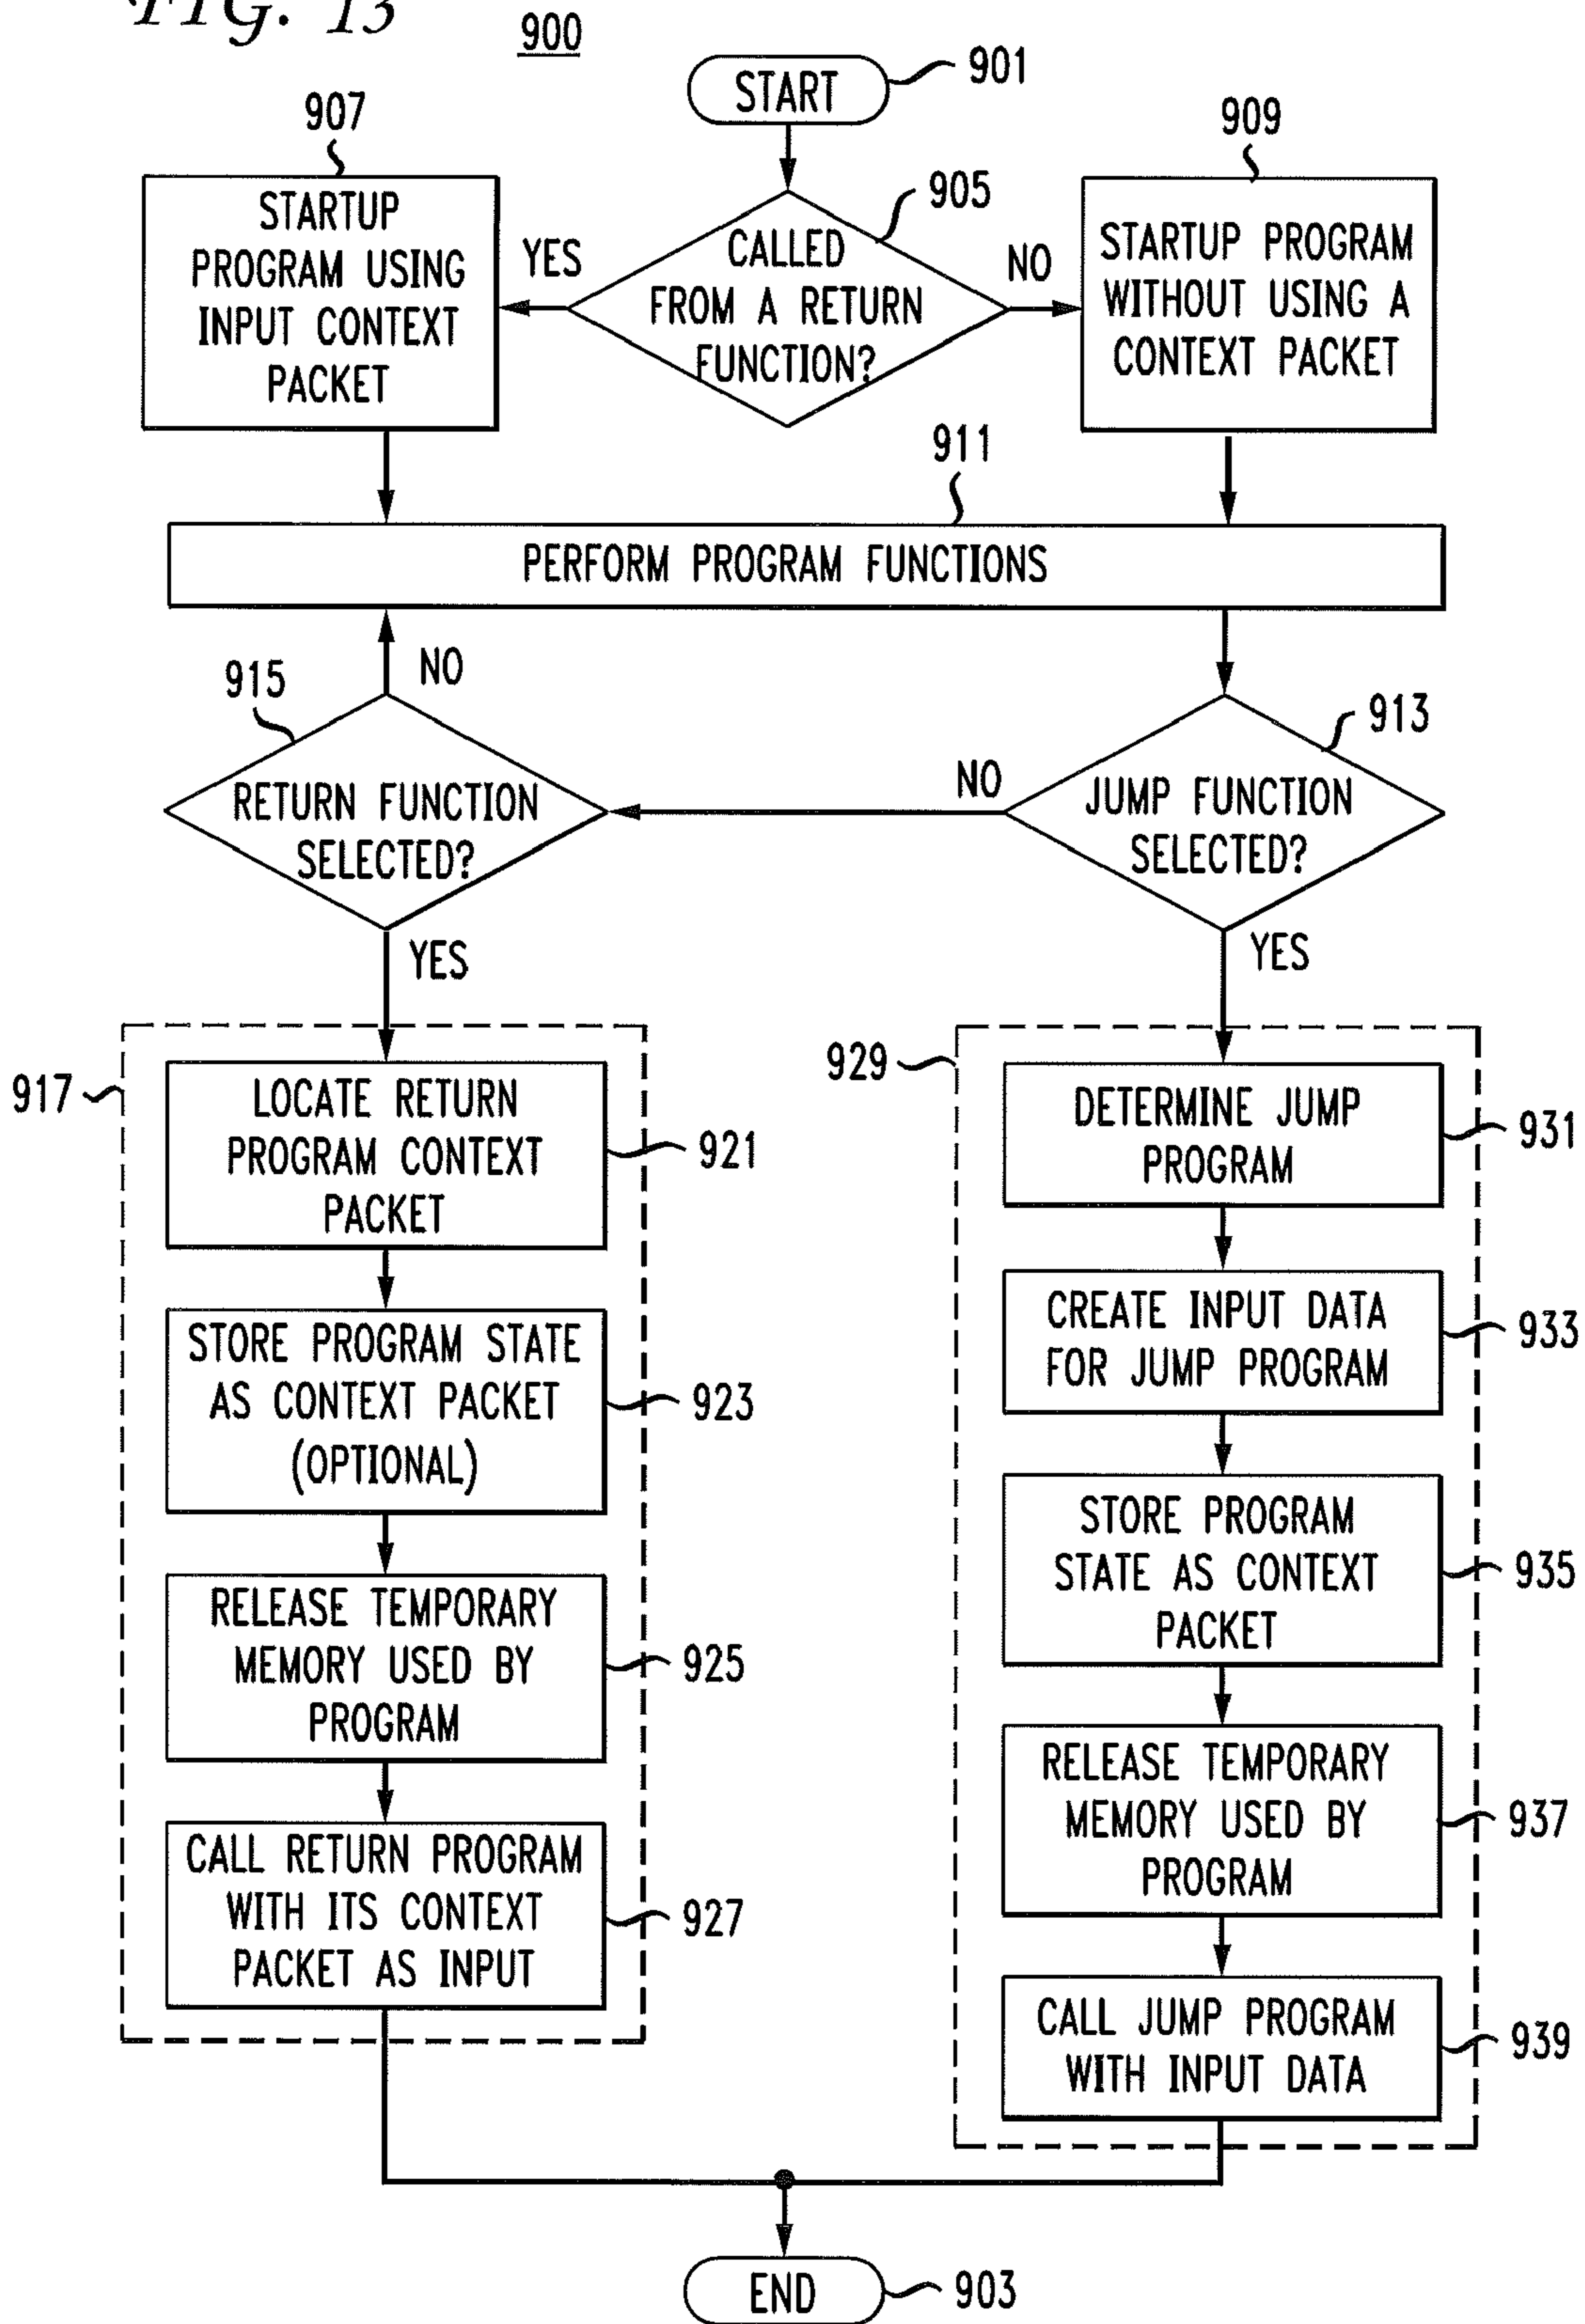 FIG. 13
900
START
901
907
909
905
STARTUP
PROGRAM USING
INPUT CONTEXT
PACKET
YES
CALLED
FROM A RETURN
FUNCTION?
NO
STARTUP PROGRAM
WITHOUT USING A
CONTEXT PACKET
911
PERFORM PROGRAM FUNCTIONS
915
NO
913
RETURN FUNCTION
SELECTED?
NO
JUMP FUNCTION
SELECTED?
YES
YES
917
LOCATE RETURN
PROGRAM CONTEXT
PACKET
921
STORE PROGRAM STATE
AS CONTEXT PACKET
(OPTIONAL)
923
RELEASE TEMPORARY
MEMORY USED BY
PROGRAM
925
CALL RETURN PROGRAM
WITH ITS CONTEXT
PACKET AS INPUT
927
929
DETERMINE JUMP
PROGRAM
931
CREATE INPUT DATA
FOR JUMP PROGRAM
933
STORE PROGRAM
STATE AS CONTEXT
PACKET
935
RELEASE TEMPORARY
MEMORY USED BY
PROGRAM
937
CALL JUMP PROGRAM
WITH INPUT DATA
939
END
903